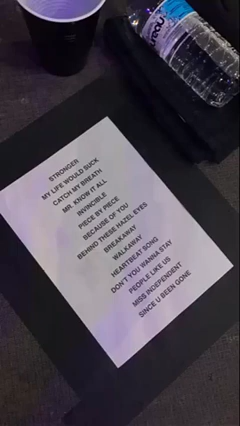 STRONGER
MY LIFE WOULD SUCK
CATCH MY BREATH
MR. KNOW IT ALL
INVINCIBLE
PIECE BY PIECE
BECAUSE OF YOU
BEHIND THESE HAZEL EYES
BREAKAWAY
WALKAWAY
HEARTBEAT SONG
DON'T YOU WANNA STAY
PEOPLE LIKE US
MISS INDEPENDENT
SINCE U BEEN GONE